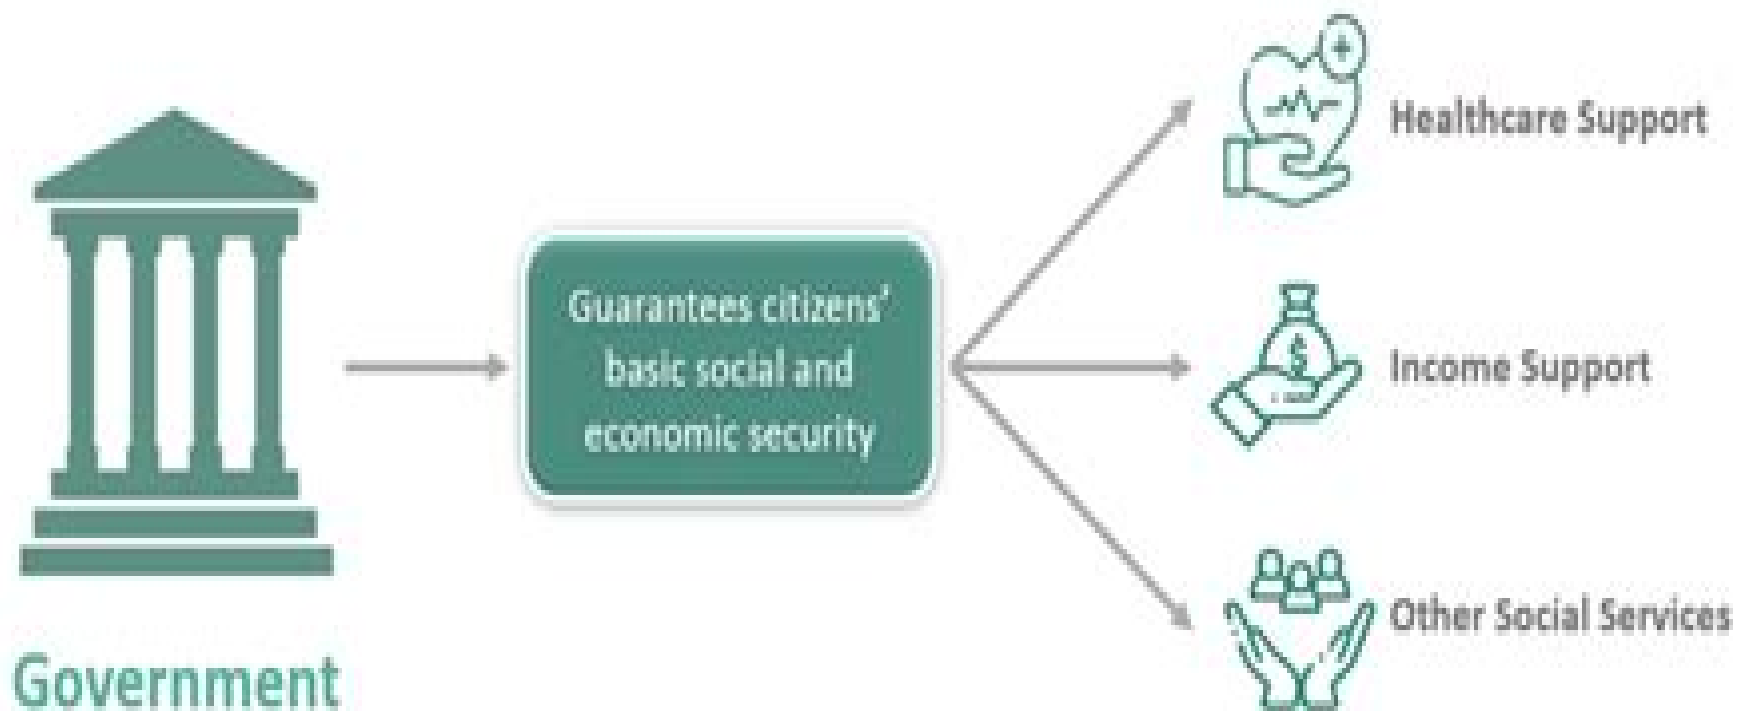 Government
Guarantees citizens'
basic social and
economic security
Healthcare Support
Income Support
Other Social Services